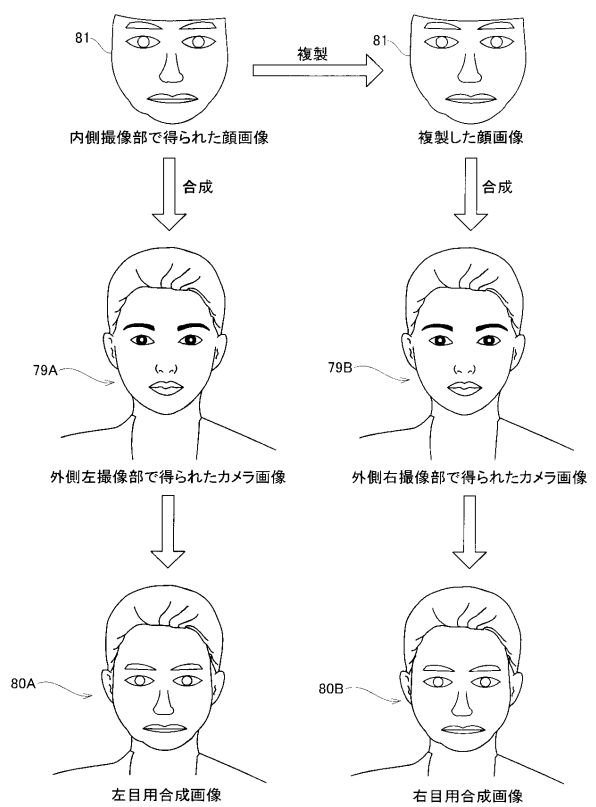 81
複製
81
内側撮像部で得られた顔画像
複製した顔画像
合成
合成
79A
79B
外側左撮像部で得られたカメラ画像
外側右撮像部で得られたカメラ画像
80A
80B
左目用合成画像
右目用合成画像